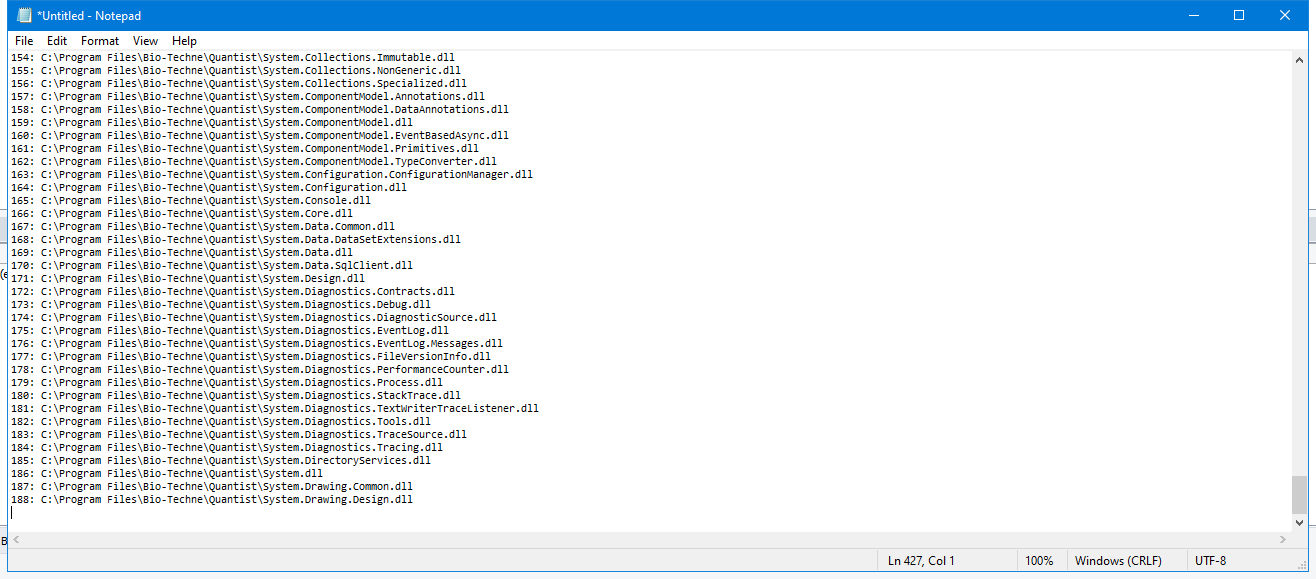 *Untitled - Notepad
File Edit Format View Help
154: C:\Program Files\Bio-Techne\Quantist\System.Collections.Immutable.dll
155: C:\Program Files\Bio-Techne\Quantist\System.Collections.NonGeneric.dll
156: C:\Program Files\Bio-Techne\Quantist\System.Collections.Specialized.dll
157: C:\Program Files\Bio-Techne\Quantist\System.ComponentModel.Annotations.dll
158: C:\Program Files\Bio-Techne\Quantist\System.ComponentModel.DataAnnotations.dll
159: C:\Program Files\Bio-Techne\Quantist\System.ComponentModel.dll
160: C:\Program Files\Bio-Techne\Quantist\System.ComponentModel.EventBasedAsync.dll
161: C:\Program Files\Bio-Techne\Quantist\System.ComponentModel.Primitives.dll
162: C:\Program Files\Bio-Techne\Quantist\System.ComponentModel.TypeConverter.dll
163: C:\Program Files\Bio-Techne\Quantist\System.Configuration.ConfigurationManager.dll
164: C:\Program Files\Bio-Techne\Quantist\System.Configuration.dll
165: C:\Program Files\Bio-Techne\Quantist\System.Console.dll
166: C:\Program Files\Bio-Techne\Quantist\System.Core.dll
167: C:\Program Files\Bio-Techne\Quantist\System.Data.Common.dll
168: C:\Program Files\Bio-Techne\Quantist\System.Data.DataSetExtensions.dll
169: C:\Program Files\Bio-Techne\Quantist\System.Data.dll
170: C:\Program Files\Bio-Techne\Quantist\System.Data.SqlClient.dll
171: C:\Program Files\Bio-Techne\Quantist\System.Design.dll
172: C:\Program Files\Bio-Techne\Quantist\System.Diagnostics.Contracts.dll
173: C:\Program Files\Bio-Techne\Quantist\System.Diagnostics.Debug.dll
174: C:\Program Files\Bio-Techne\Quantist\System.Diagnostics.DiagnosticSource.dll
175: C:\Program Files\Bio-Techne\Quantist\System.Diagnostics.EventLog.dll
176: C:\Program Files\Bio-Techne\Quantist\System.Diagnostics.EventLog.Messages.dll
177: C:\Program Files\Bio-Techne\Quantist\System.Diagnostics.FileVersionInfo.dll
178: C:\Program Files\Bio-Techne\Quantist\System.Diagnostics.PerformanceCounter.dll
179: C:\Program Files\Bio-Techne\Quantist\System.Diagnostics.Process.dll
180: C:\Program Files\Bio-Techne\Quantist\System.Diagnostics.StackTrace.dll
181: C:\Program Files\Bio-Techne\Quantist\System.Diagnostics.TextWriterTraceListener.dll
182: C:\Program Files\Bio-Techne\Quantist\System.Diagnostics.Tools.dll
183: C:\Program Files\Bio-Techne\Quantist\System.Diagnostics.TraceSource.dll
184: C:\Program Files\Bio-Techne\Quantist\System.Diagnostics.Tracing.dll
185: C:\Program Files\Bio-Techne\Quantist\System.DirectoryServices.dll
186: C:\Program Files\Bio-Techne\Quantist\System.dll
187: C:\Program Files\Bio-Techne\Quantist\System.Drawing.Common.dll
188: C:\Program Files\Bio-Techne\Quantist\System.Drawing.Design.dll
Ln 427, Col 1 100% Windows (CRLF) UTF-8